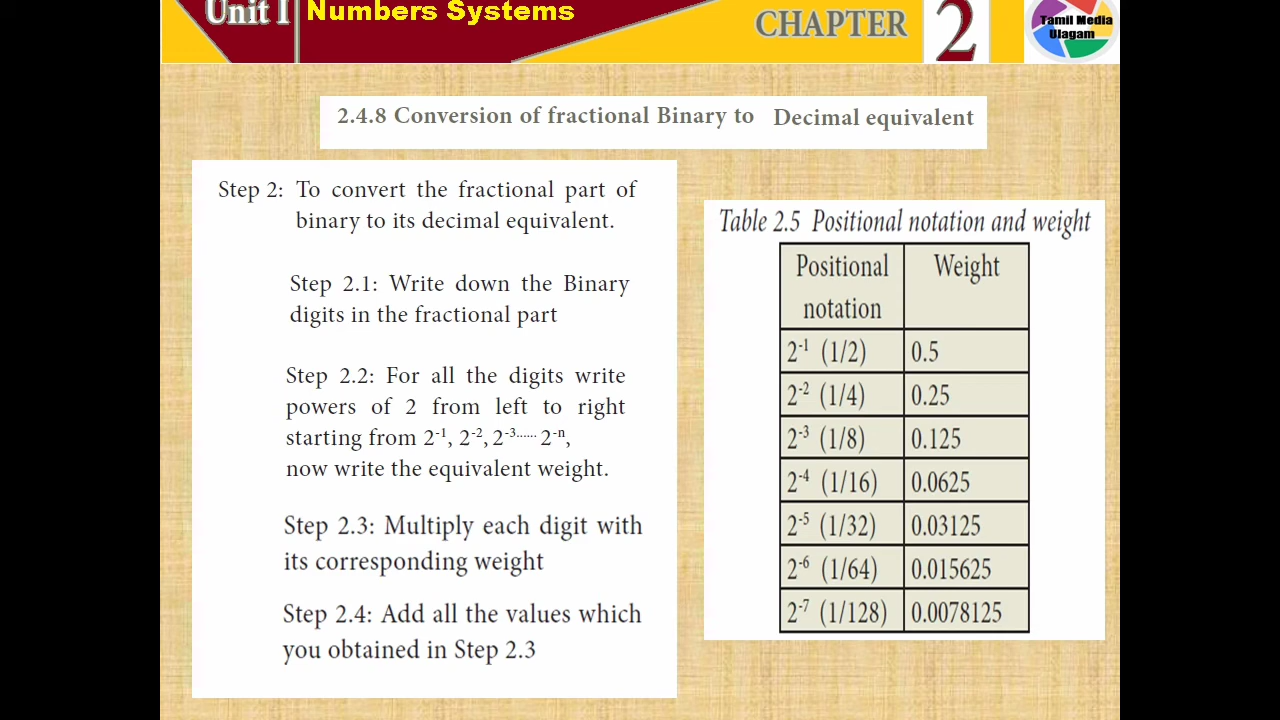 Unit I Numbers Systems
CHAPTER 2
Tamil Media
Ulagam
2.4.8 Conversion of fractional Binary to Decimal equivalent
Step 2: To convert the fractional part of
binary to its decimal equivalent.
Step 2.1: Write down the Binary
digits in the fractional part
Step 2.2: For all the digits write
powers of 2 from left to right
starting from 2⁻¹, 2⁻², 2⁻³...... 2⁻ⁿ,
now write the equivalent weight.
Step 2.3: Multiply each digit with
its corresponding weight
Step 2.4: Add all the values which
you obtained in Step 2.3
Table 2.5 Positional notation and weight
Positional notation Weight
2⁻¹ (1/2) 0.5
2⁻² (1/4) 0.25
2⁻³ (1/8) 0.125
2⁻⁴ (1/16) 0.0625
2⁻⁵ (1/32) 0.03125
2⁻⁶ (1/64) 0.015625
2⁻⁷ (1/128) 0.0078125